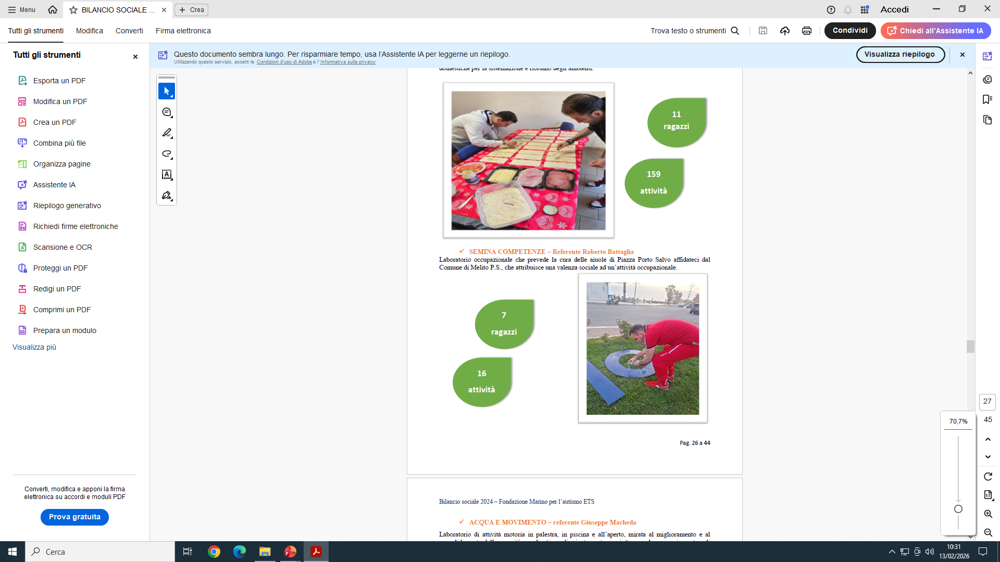 Menu
BILANCIO SOCIALE ...
Crea
Accedi
Tutti gli strumenti
Modifica
Converti
Firma elettronica
Trova testo o strumenti
Condividi
Chiedi all'Assistente IA
Tutti gli strumenti
Esporta un PDF
Modifica un PDF
Crea un PDF
Combina più file
Organizza pagine
Assistente IA
Riepilogo generativo
Richiedi firme elettroniche
Scansione e OCR
Proteggi un PDF
Redigi un PDF
Comprimi un PDF
Prepara un modulo
Visualizza più
Converti, modifica e apponi la firma
elettronica su accordi e moduli PDF
Prova gratuita
Questo documento sembra lungo. Per risparmiare tempo, usa l'Assistente IA per leggerne un riepilogo.
Utilizzando questo servizio, accetti le Condizioni d'uso di Adobe e l' Informativa sulla privacy
Visualizza riepilogo
domestiche per la sistemazione e riordino degli ambienti.
11
ragazzi
159
attività
SEMINA COMPETENZE – Referente Roberto Battaglia
Laboratorio occupazionale che prevede la cura delle aiuole di Piazza Porto Salvo affidateci dal
Comune di Melito P.S., che attribuisce una valenza sociale ad un'attività occupazionale.
7
ragazzi
16
attività
Pag. 26 a 44
Bilancio sociale 2024 – Fondazione Marino per l'autismo ETS
ACQUA E MOVIMENTO – referente Giuseppe Macheda
Laboratorio di attività motoria in palestra, in piscina e all'aperto, mirata al miglioramento e al
27
45
70,7%
Cerca
10:31
13/02/2026